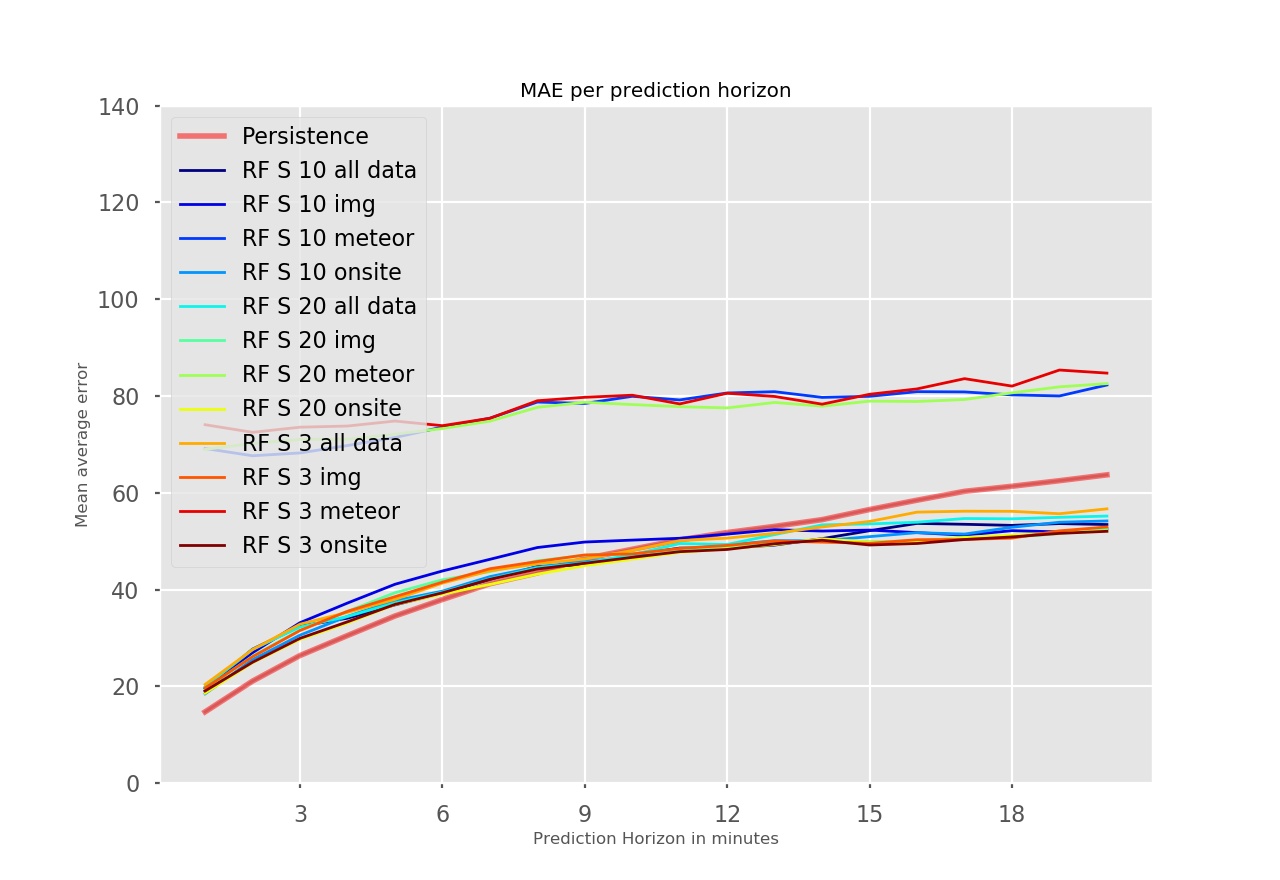 MAE per prediction horizon
140
120
100
80
60
40
20
0
Mean average error
Persistence
RF S 10 all data
RF S 10 img
RF S 10 meteor
RF S 10 onsite
RF S 20 all data
RF S 20 img
RF S 20 meteor
RF S 20 onsite
RF S 3 all data
RF S 3 img
RF S 3 meteor
RF S 3 onsite
3 6 9 12 15 18
Prediction Horizon in minutes